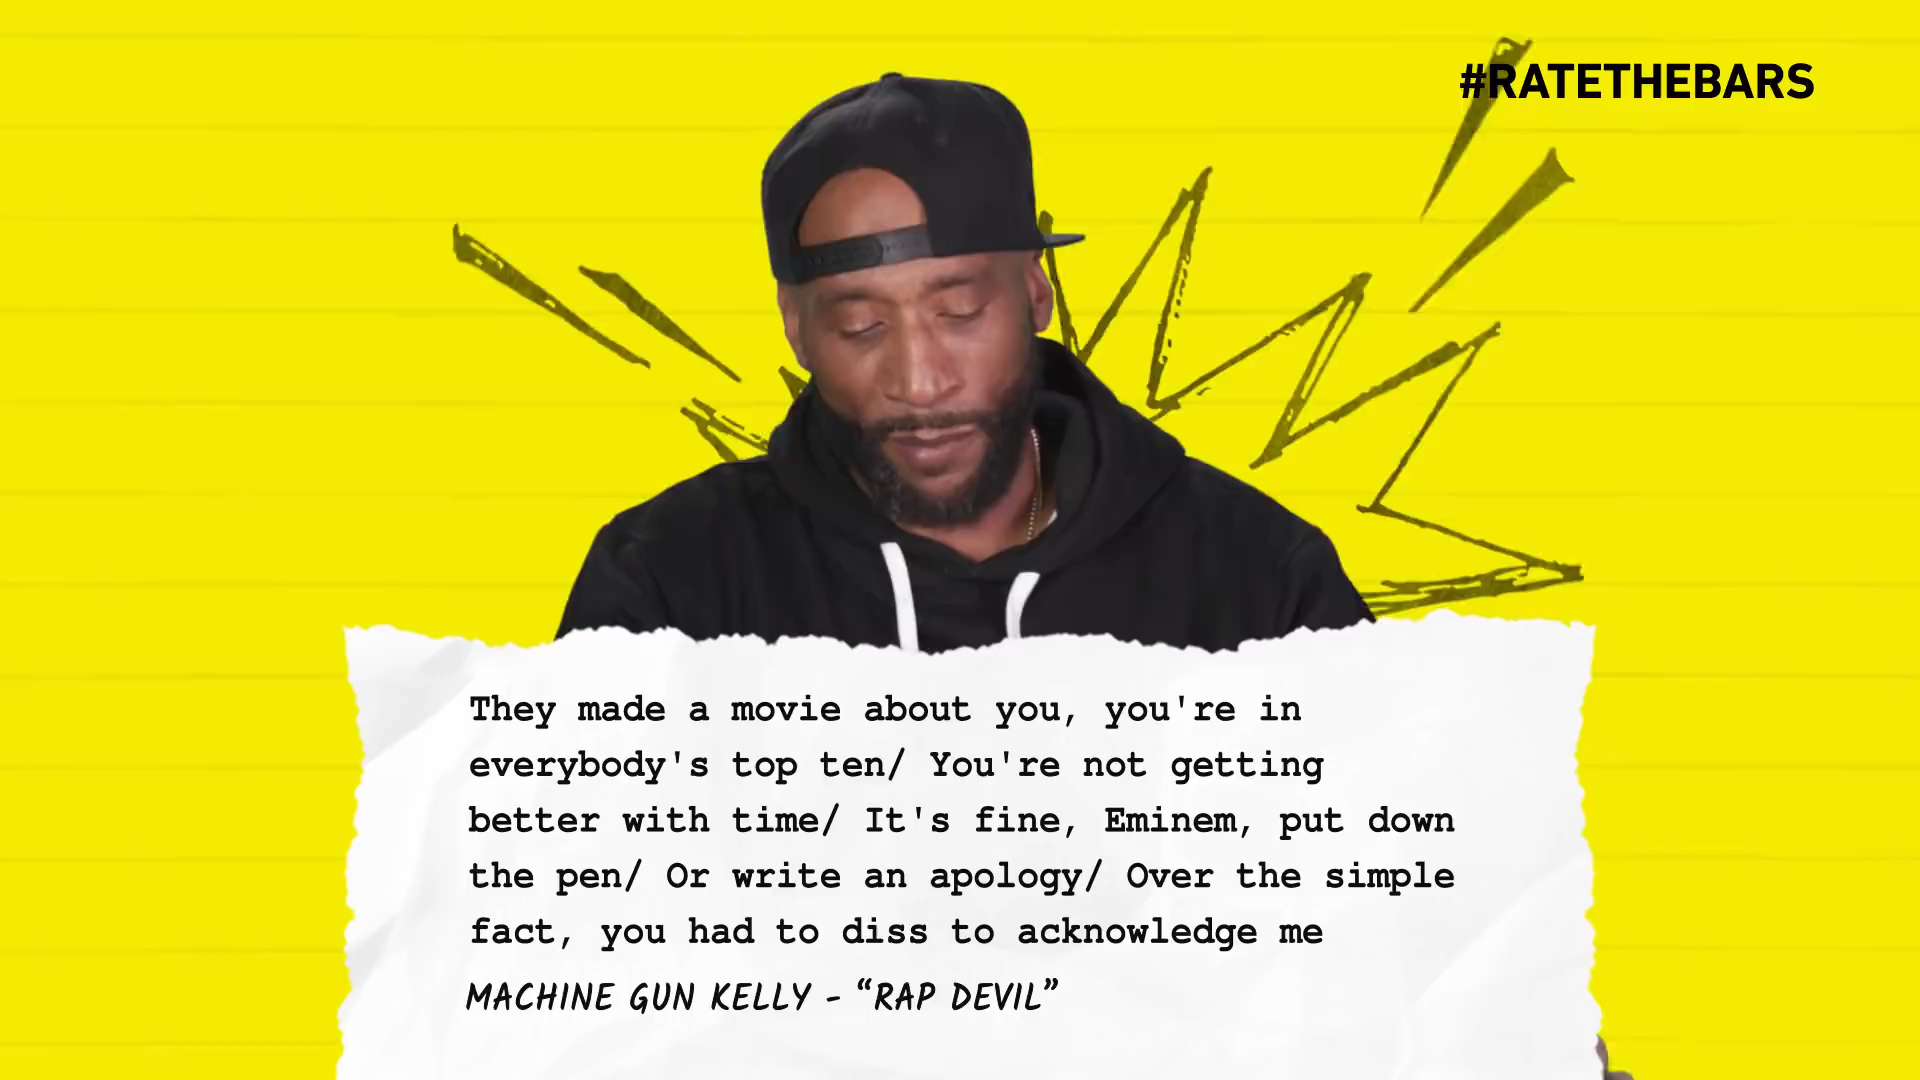 #RATETHEBARS
They made a movie about you, you're in
everybody's top ten/ You're not getting
better with time/ It's fine, Eminem, put down
the pen/ Or write an apology/ Over the simple
fact, you had to diss to acknowledge me
MACHINE GUN KELLY - “RAP DEVIL”